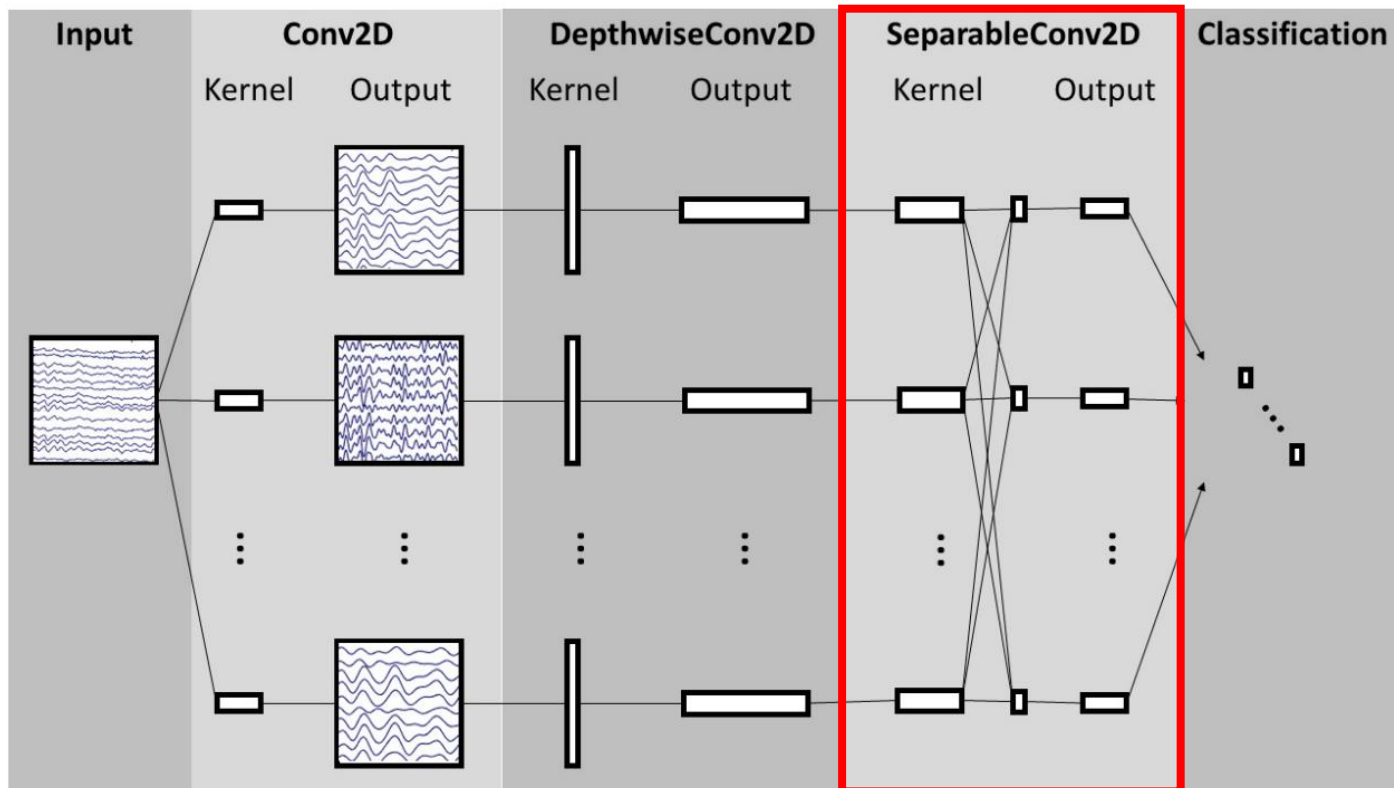 Input Conv2D DepthwiseConv2D SeparableConv2D Classification
Kernel Output Kernel Output Kernel Output